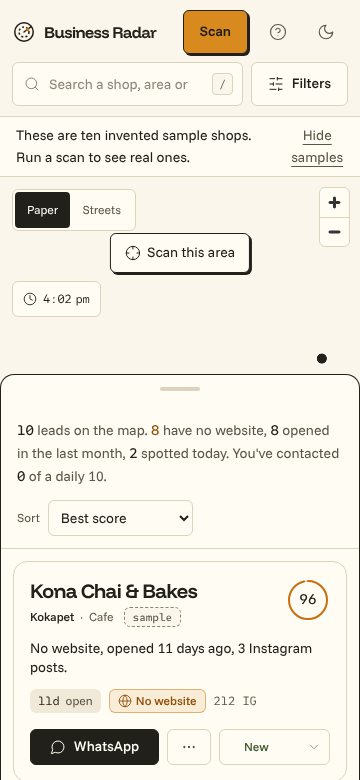 Business Radar
Scan
Search a shop, area or
/
Filters
These are ten invented sample shops.
Run a scan to see real ones.
Hide
samples
Paper
Streets
Scan this area
4:02 pm
10 leads on the map. 8 have no website, 8 opened
in the last month, 2 spotted today. You've contacted
0 of a daily 10.
Sort
Best score
Kona Chai & Bakes
96
Kokapet · Cafe
sample
No website, opened 11 days ago, 3 Instagram
posts.
11d open
No website
212 IG
WhatsApp
New